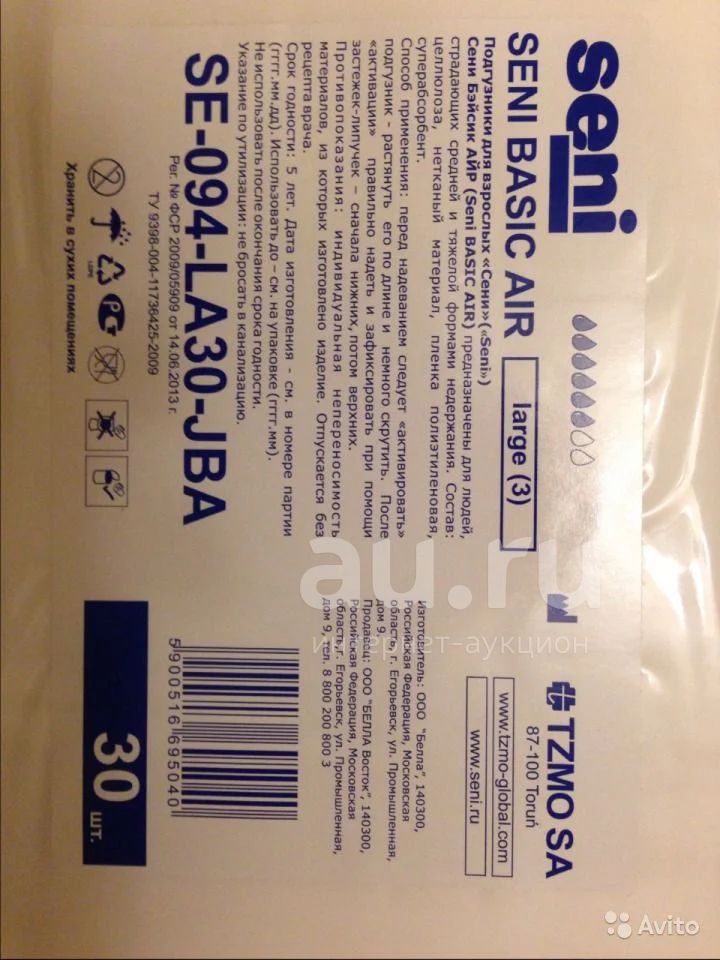 seni
SENI BASIC AIR
large (3)
Подгузники для взрослых «Сени» («Seni»)
Сени Бэйсик АЙР (Seni BASIC AIR) предназначены для людей,
страдающих средней и тяжелой формами недержания. Состав:
целлюлоза, нетканый материал, пленка полиэтиленовая,
суперабсорбент.
Способ применения: перед надеванием следует «активировать»
подгузник - растянуть его по длине и немного скрутить. После
«активации» правильно надеть и зафиксировать при помощи
застежек-липучек – сначала нижних, потом верхних.
Противопоказания: индивидуальная непереносимость
материалов, из которых изготовлено изделие. Отпускается без
рецепта врача.
Срок годности: 5 лет. Дата изготовления - см. в номере партии
(гггг.мм.дд). Использовать до – см. на упаковке (гггг.мм).
Не использовать после окончания срока годности.
Указание по утилизации: не бросать в канализацию.
SE-094-LA30-JBA
Рег. № ФСР 2009/05909 от 14.06.2013 г.
ТУ 9398-004-11736425-2009
LDPE
Хранить в сухих помещениях
TZMO SA
87-100 Toruń
www.tzmo-global.com
www.seni.ru
Изготовитель: ООО "Белла", 140300,
Российская Федерация, Московская
область, г. Егорьевск, ул. Промышленная,
дом 9.
Продавец: ООО "БЕЛЛА Восток", 140300,
Российская Федерация, Московская
область, г. Егорьевск, ул. Промышленная,
дом 9, тел. 8 800 200 800 3
5 900516 695040
30 шт.
au.ru
интернет-аукцион
Avito